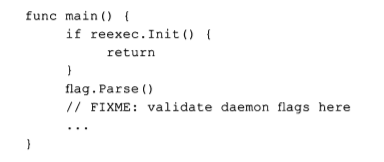 func main() {
if reexec.Init() {
return
}
flag.Parse()
// FIXME: validate daemon flags here
...
}